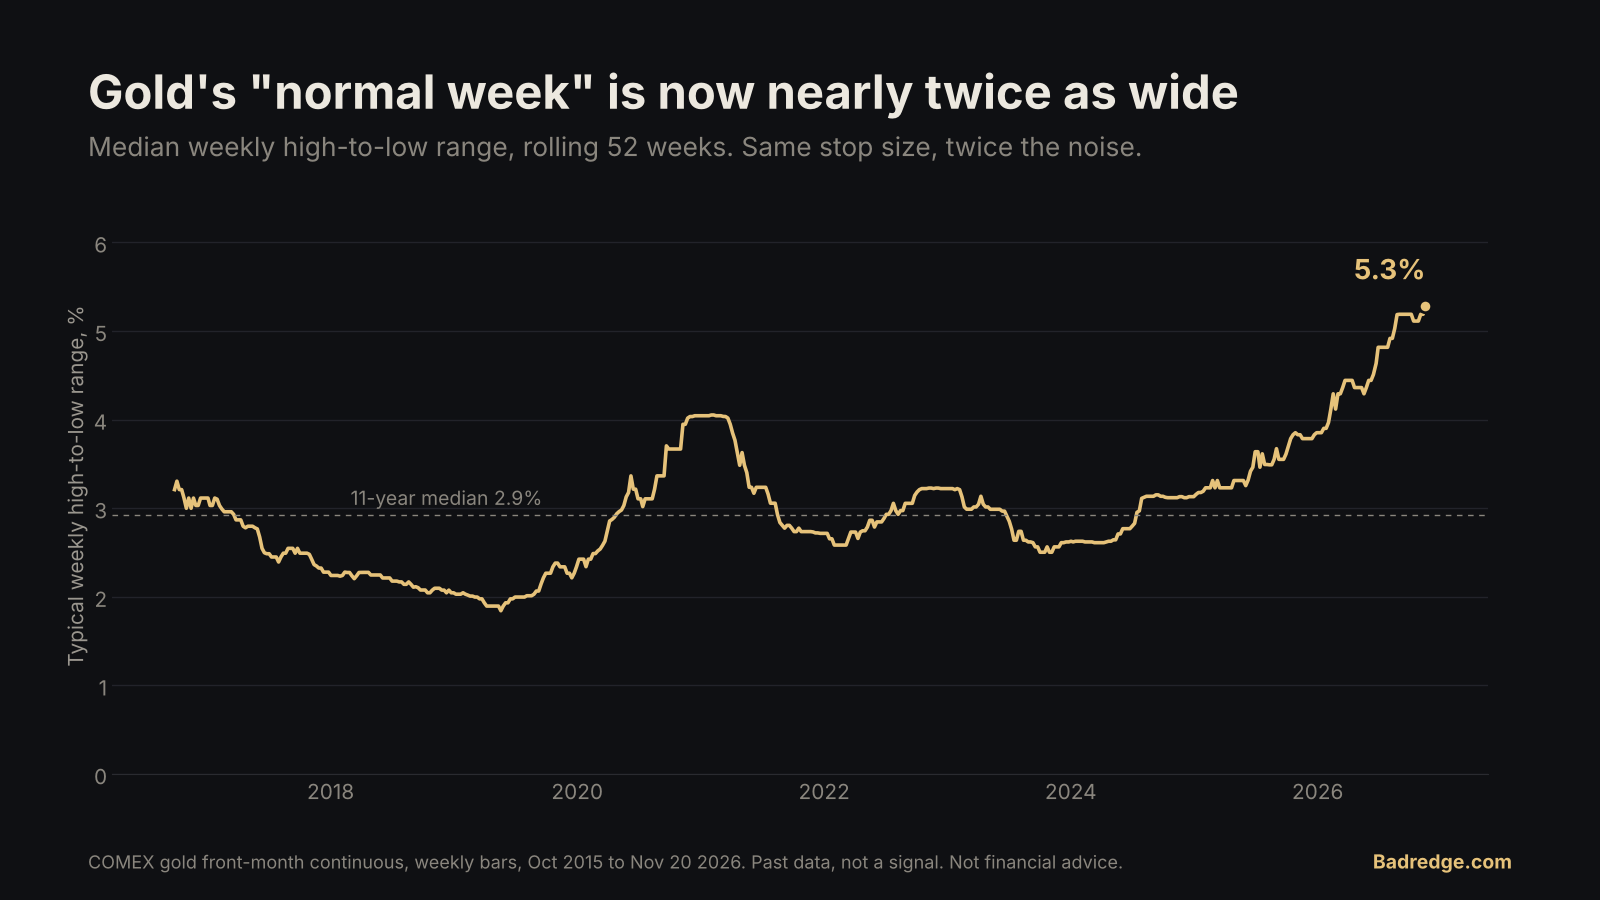 Gold's "normal week" is now nearly twice as wide
Median weekly high-to-low range, rolling 52 weeks. Same stop size, twice the noise.
Typical weekly high-to-low range, %
6
5
4
3
2
1
0
5.3%
11-year median 2.9%
2018
2020
2022
2024
2026
COMEX gold front-month continuous, weekly bars, Oct 2015 to Nov 20 2026. Past data, not a signal. Not financial advice.
Badredge.com